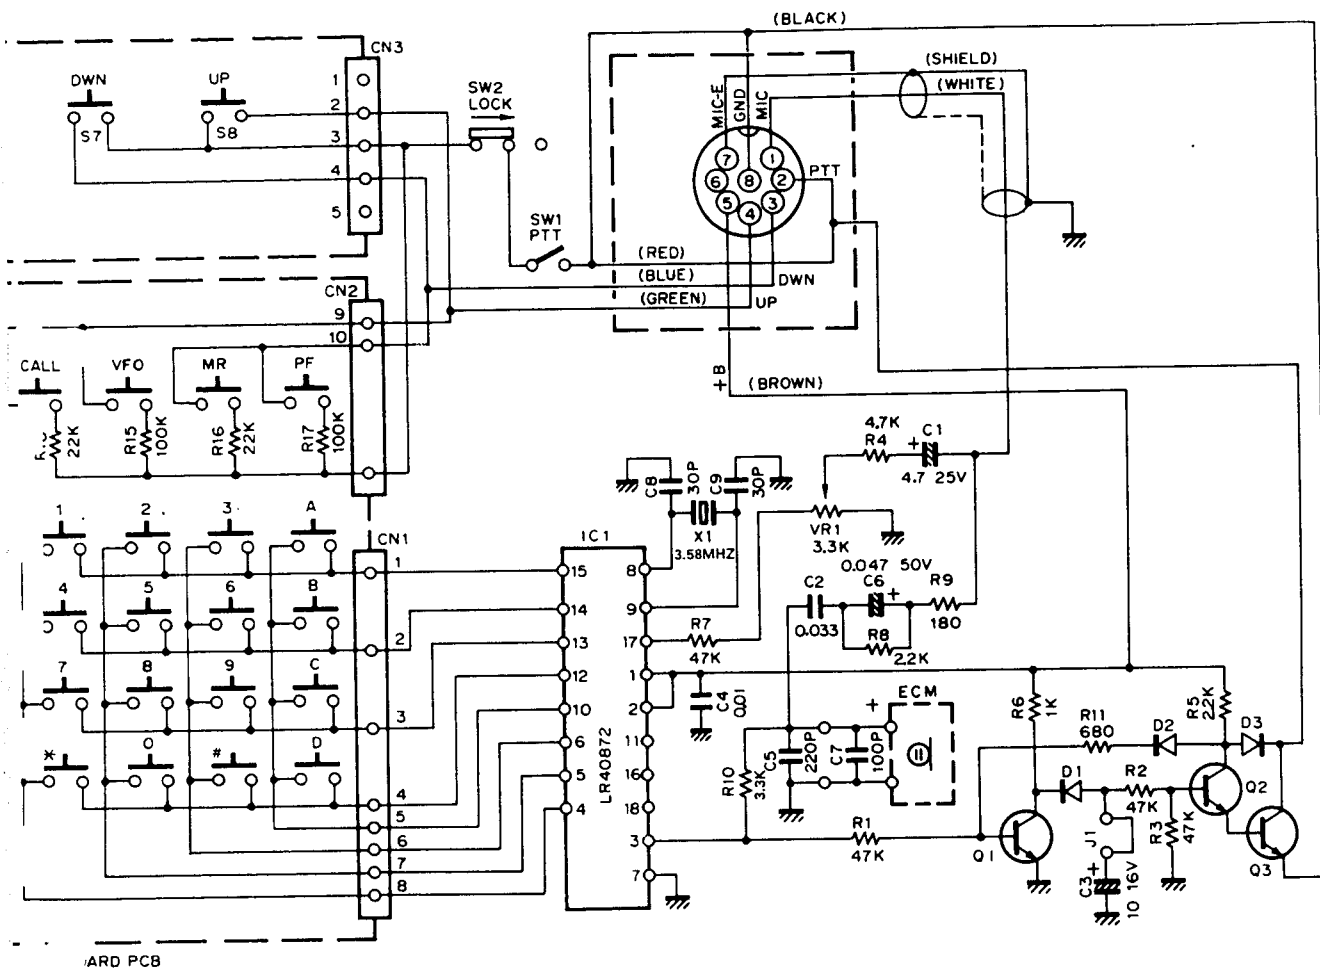 (BLACK)
CN3
DWN
UP
S7
S8
1
2
3
4
5
SW2
LOCK
SW1
PTT
MIC-E
GND
MIC
(SHIELD)
(WHITE)
7
1
6
8
2
5
4
3
PTT
(RED)
(BLUE)
(GREEN)
DWN
UP
+B
(BROWN)
CN2
9
10
CALL
VFO
MR
PF
22K
R15
100K
R16
22K
R17
100K
4.7K
R4
+
C1
4.7 25V
C8
30P
C9
30P
X1
3.58MHZ
VR1
3.3K
1
2
3
A
4
5
6
B
7
8
9
C
*
0
#
D
CN1
1
2
3
4
5
6
7
8
IC1
LR40872
15
14
13
12
10
6
5
4
8
9
17
1
2
11
16
18
3
7
R7
47K
0.047 50V
C2
C6
+
R9
0.033
R8
2.2K
180
C4
0.01
+
ECM
R10
3.3K
C5
220P
C7
100P
R1
47K
R6
1K
R11
680
D2
R5
2.2K
D3
D1
R2
47K
R3
47K
Q1
Q2
Q3
J1
C3
+
10 16V
ARD PCB